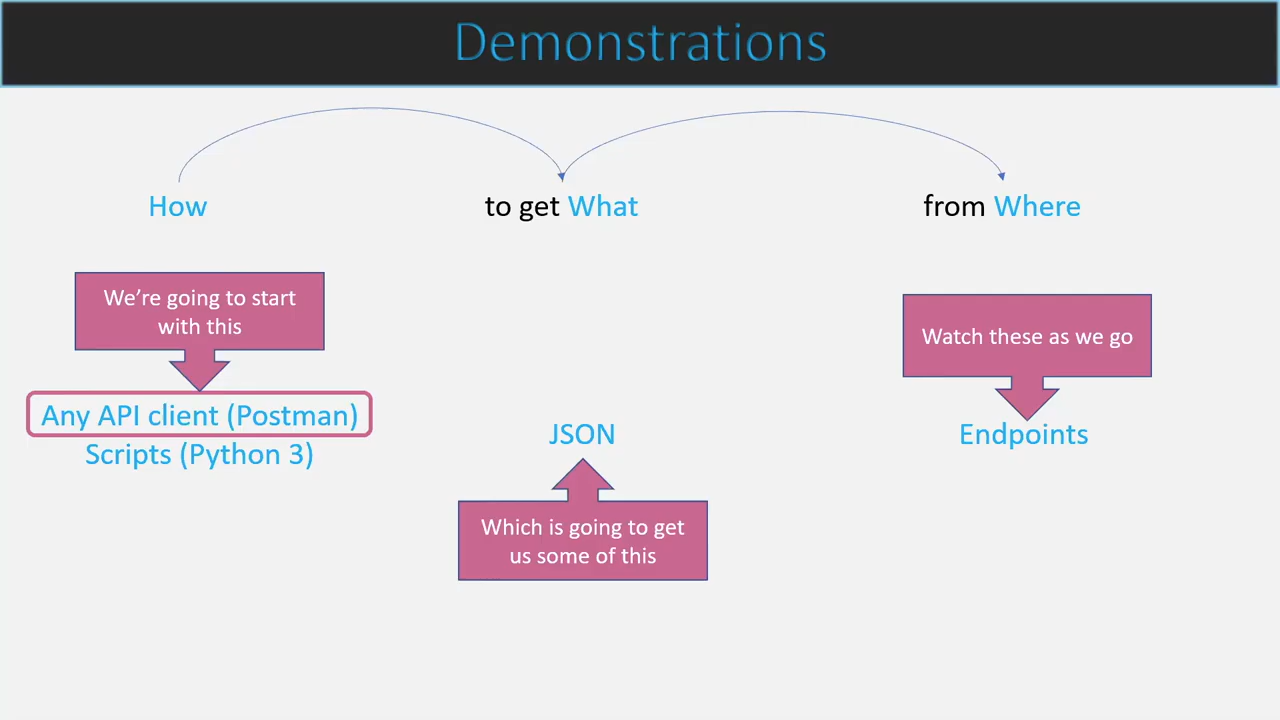 Demonstrations
How
to get What
from Where
We're going to start
with this
Any API client (Postman)
Scripts (Python 3)
JSON
Which is going to get
us some of this
Watch these as we go
Endpoints